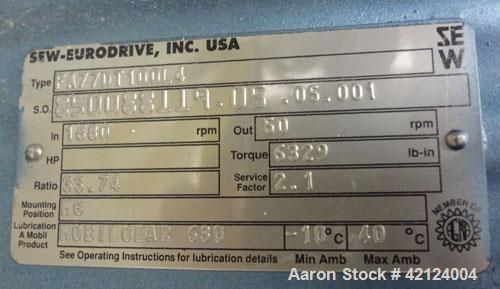 SEW-EURODRIVE, INC. USA
SEW
Type FA77DT100L4
S.O. 850088119.05 .05.001
In 1680 rpm Out 50 rpm
HP Torque 6329 lb-in
Ratio 33.74 Service Factor 2.1
Mounting Position M6
Lubrication A Mobil Product MOBILGEAR 630 -10°C 40°C
See Operating Instructions for lubrication details Min Amb Max Amb
MEMBER OF
Aaron Stock # 42124004